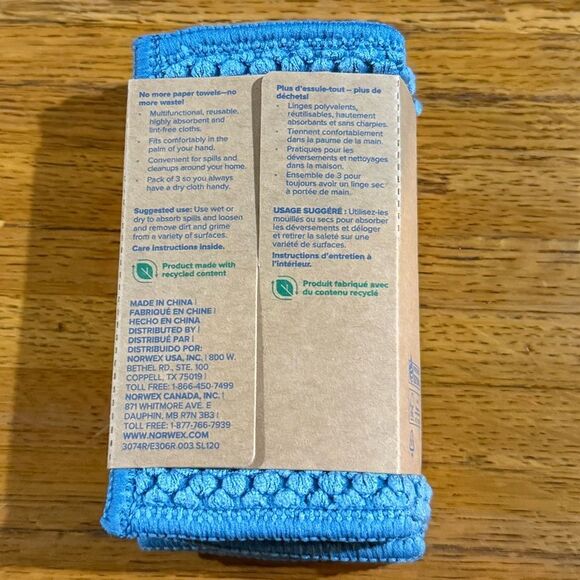 No more paper towels—no
more waste!
- Multifunctional, reusable,
highly absorbent and
lint-free cloths.
- Fits comfortably in the
palm of your hand.
- Convenient for spills and
cleanups around your home.
- Pack of 3 so you always
have a dry cloth handy.
Suggested use: Use wet or
dry to absorb spills and loosen
and remove dirt and grime
from a variety of surfaces.
Care instructions inside.
Product made with
recycled content
MADE IN CHINA |
FABRIQUÉ EN CHINE |
HECHO EN CHINA
DISTRIBUTED BY |
DISTRIBUÉ PAR |
DISTRIBUIDO POR:
NORWEX USA, INC. | 800 W.
BETHEL RD., STE. 100
COPPELL, TX 75019 |
TOLL FREE: 1-866-450-7499
NORWEX CANADA, INC. |
871 WHITMORE AVE. E
DAUPHIN, MB R7N 3B3 |
TOLL FREE: 1-877-766-7939
WWW.NORWEX.COM
3074R/E306R.003.SL120
Plus d'essuie-tout – plus de
déchets!
- Linges polyvalents,
réutilisables, hautement
absorbants et sans charpies.
- Tiennent confortablement
dans la paume de la main.
- Pratiques pour les
déversements et nettoyages
dans la maison.
- Ensemble de 3 pour
toujours avoir un linge sec
à portée de main.
USAGE SUGGÉRÉ : Utilisez-les
mouillés ou secs pour absorber
les déversements et déloger
et retirer la saleté sur une
variété de surfaces.
Instructions d'entretien à
l'intérieur.
Produit fabriqué avec
du contenu recyclé